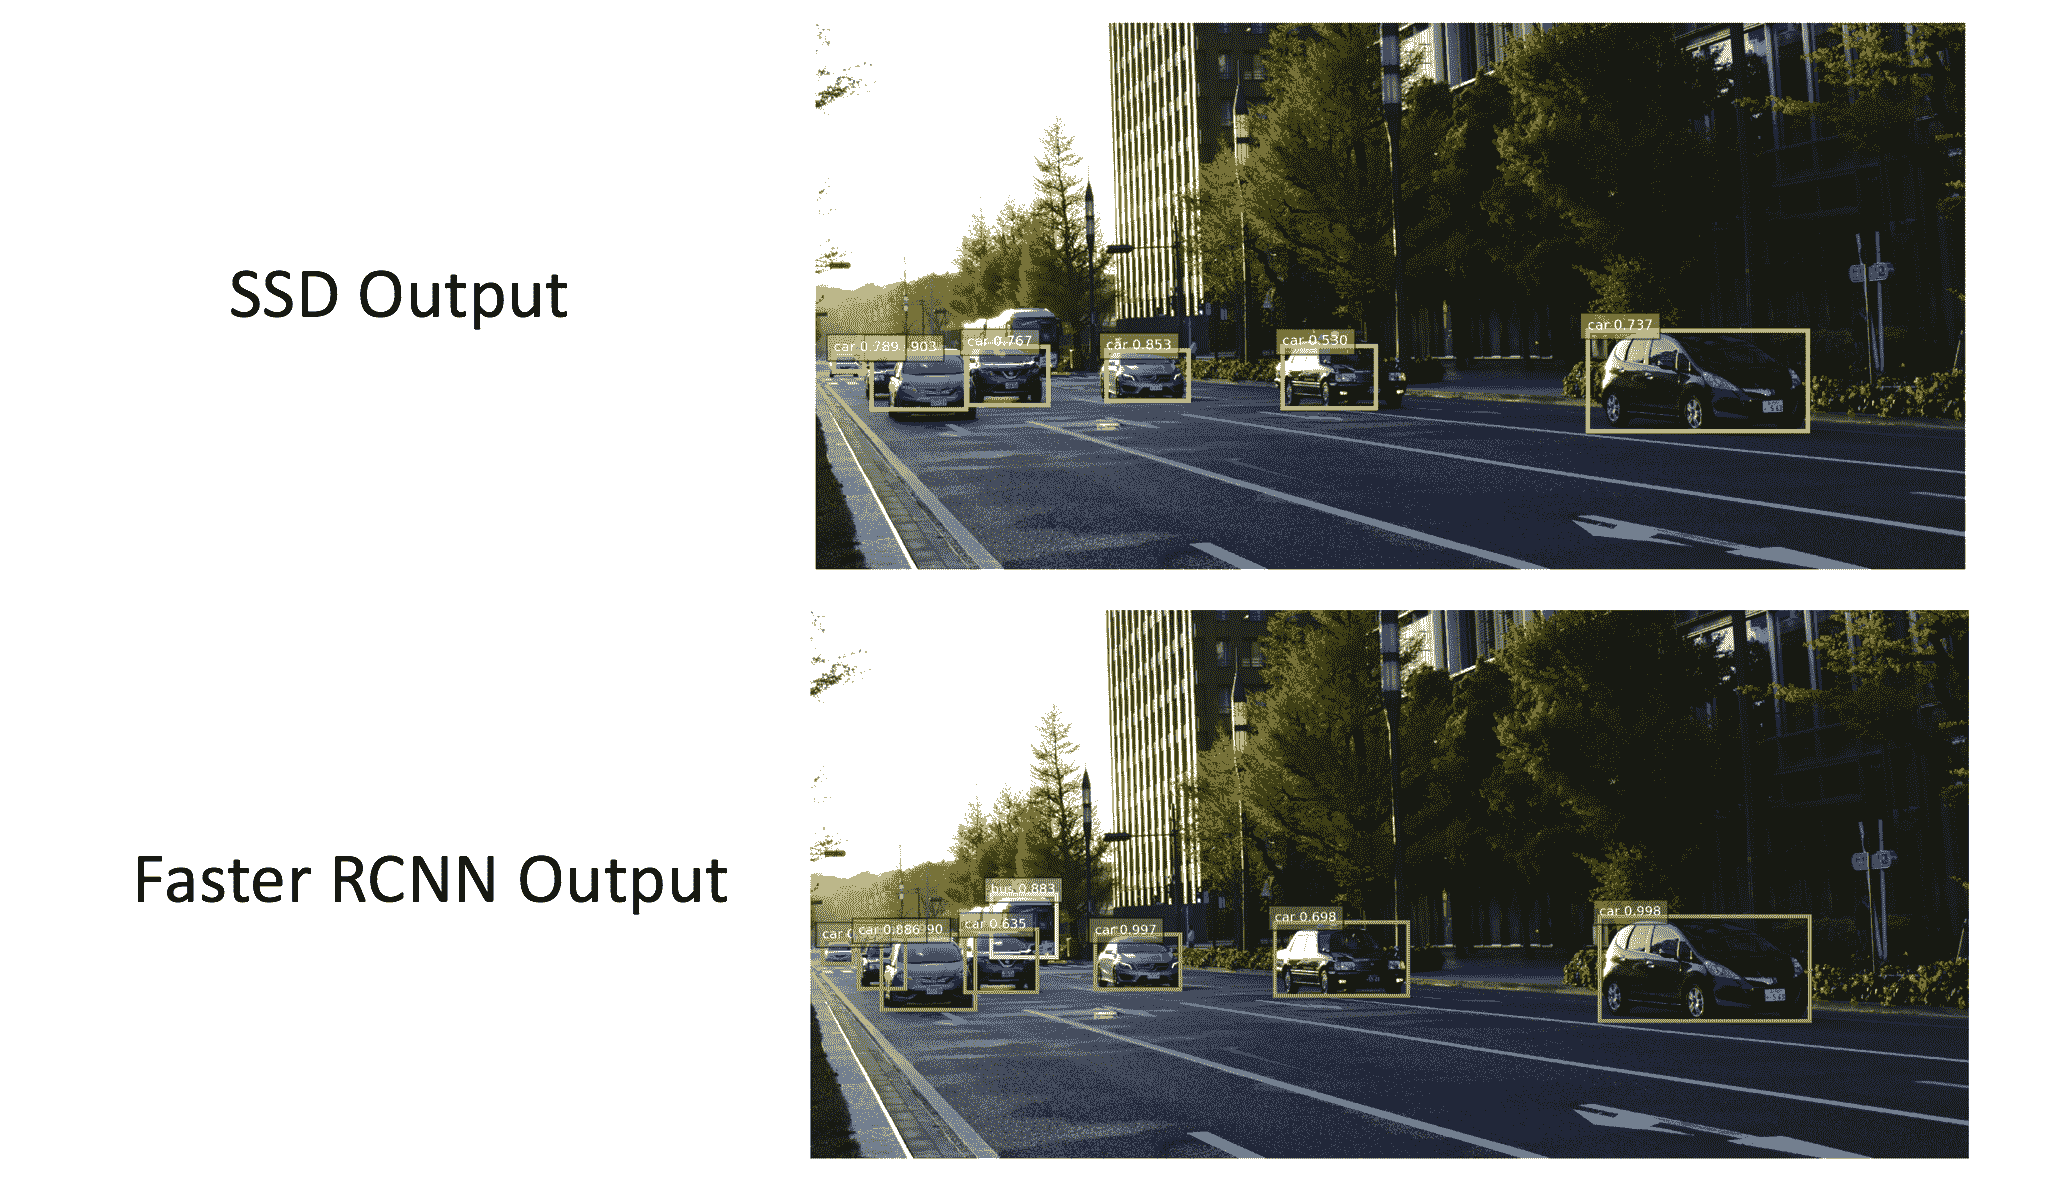 SSD Output
car 0.737
car 0.530
car 0.767
car 0.853
car 0.789 .903
Faster RCNN Output
bus 0.883
car 0.998
car 0.698
car 0.635
car 0.997
car 0.886 90
car